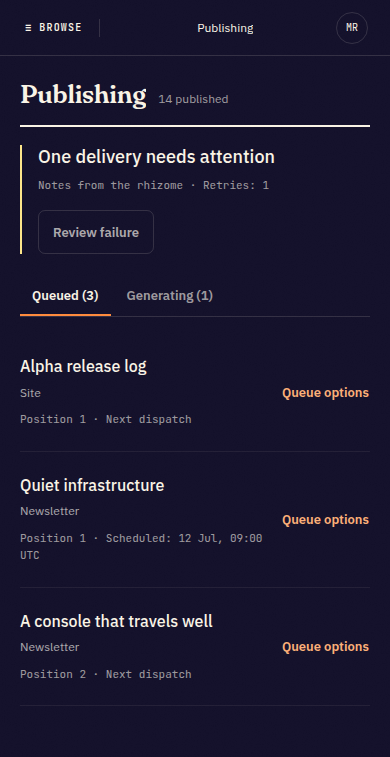 ≡ BROWSE
Publishing
MR
Publishing 14 published
One delivery needs attention
Notes from the rhizome · Retries: 1
Review failure
Queued (3) Generating (1)
Alpha release log
Site
Queue options
Position 1 · Next dispatch
Quiet infrastructure
Newsletter
Queue options
Position 1 · Scheduled: 12 Jul, 09:00
UTC
A console that travels well
Newsletter
Queue options
Position 2 · Next dispatch